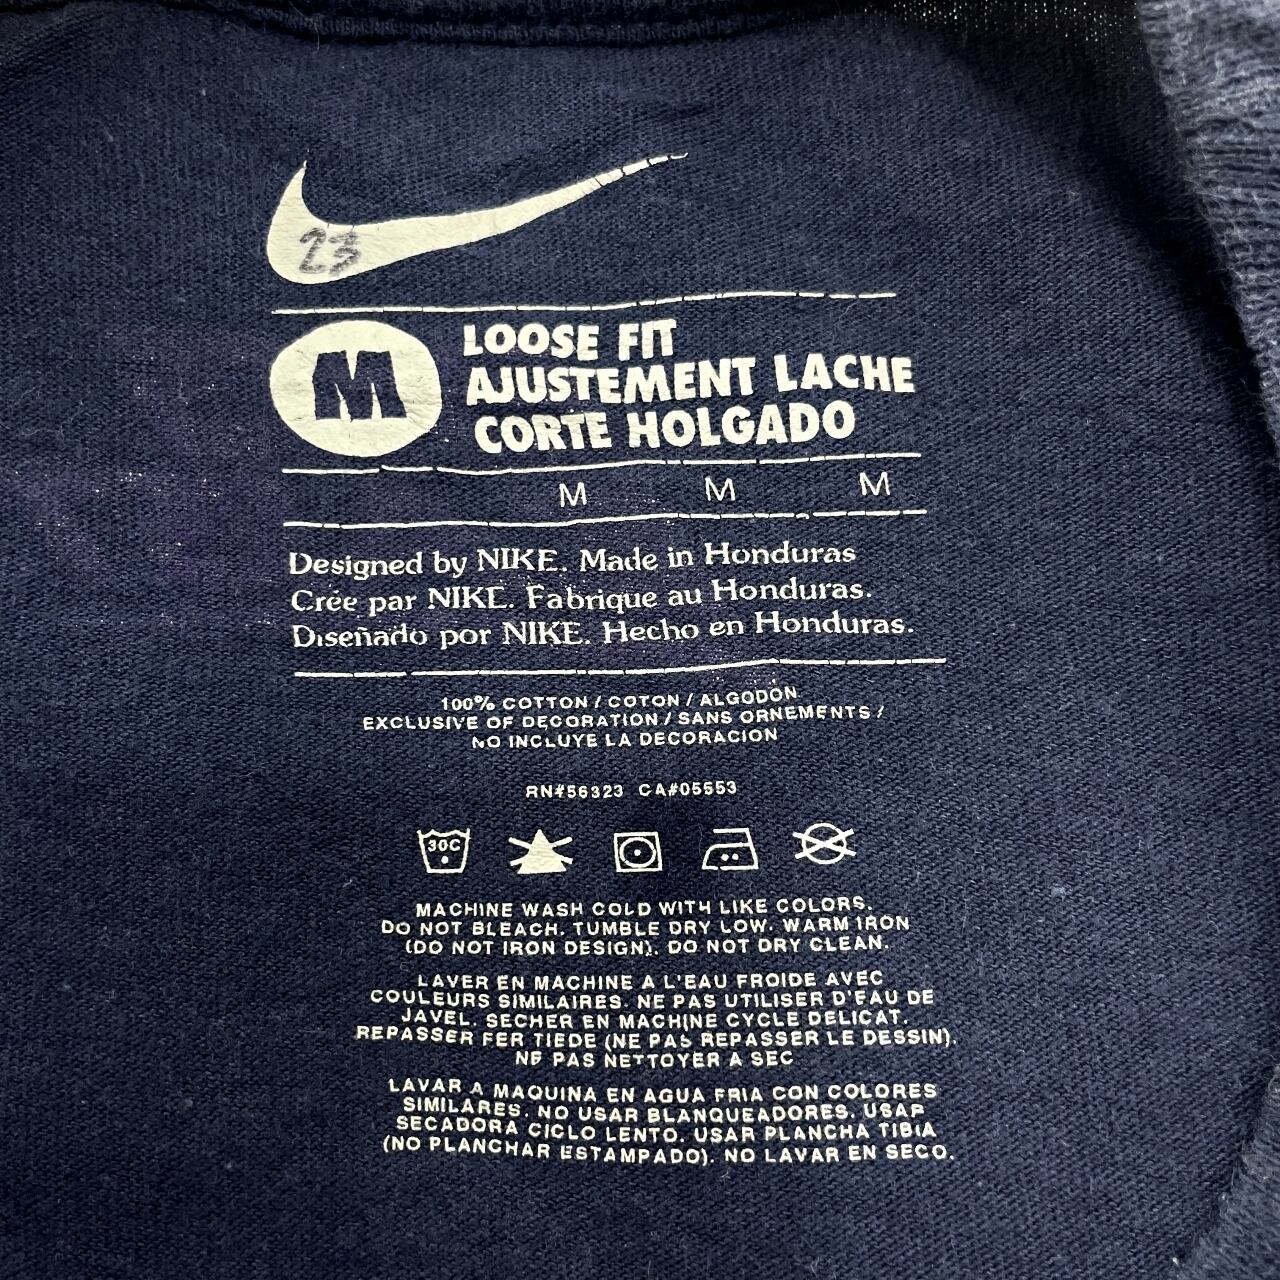 23
M
LOOSE FIT
AJUSTEMENT LACHE
CORTE HOLGADO
M M M
Designed by NIKE. Made in Honduras
Crée par NIKE. Fabrique au Honduras.
Diseñado por NIKE. Hecho en Honduras.
100% COTTON / COTON / ALGODON
EXCLUSIVE OF DECORATION / SANS ORNEMENTS /
NO INCLUYE LA DECORACION
RN#56323 CA#05553
30C
MACHINE WASH COLD WITH LIKE COLORS.
DO NOT BLEACH. TUMBLE DRY LOW. WARM IRON
(DO NOT IRON DESIGN). DO NOT DRY CLEAN.
LAVER EN MACHINE A L'EAU FROIDE AVEC
COULEURS SIMILAIRES. NE PAS UTILISER D'EAU DE
JAVEL. SECHER EN MACHINE CYCLE DELICAT.
REPASSER FER TIEDE (NE PAS REPASSER LE DESSIN).
NE PAS NETTOYER A SEC
LAVAR A MAQUINA EN AGUA FRIA CON COLORES
SIMILARES. NO USAR BLANQUEADORES. USAR
SECADORA CICLO LENTO. USAR PLANCHA TIBIA
(NO PLANCHAR ESTAMPADO). NO LAVAR EN SECO.